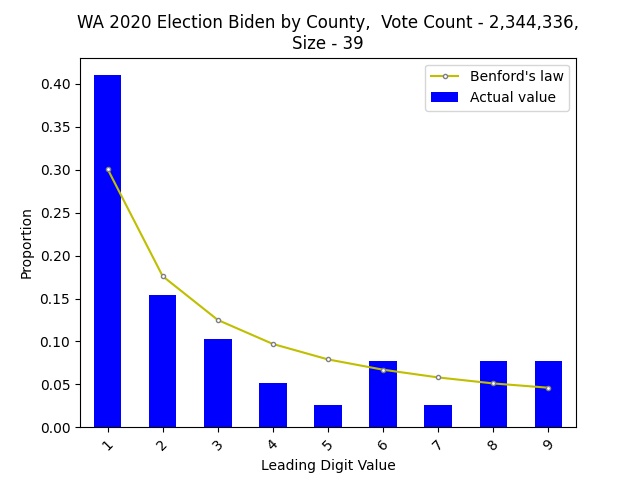 WA 2020 Election Biden by County,  Vote Count - 2,344,336,
Size - 39
Benford's law
Actual value
0.40
0.35
0.30
0.25
0.20
0.15
0.10
0.05
0.00
Proportion
1 2 3 4 5 6 7 8 9
Leading Digit Value